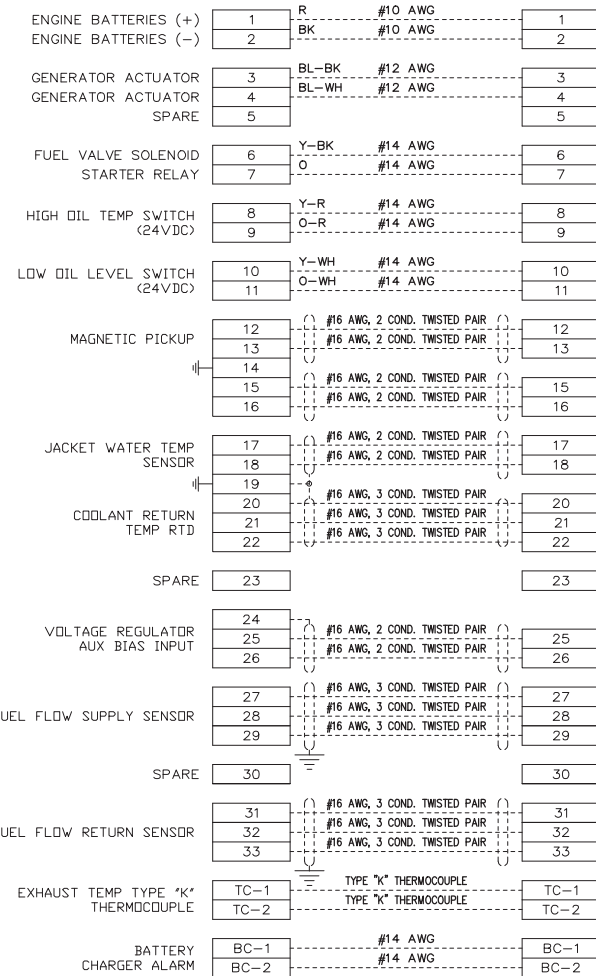 ENGINE BATTERIES (+) 1 R #10 AWG 1
ENGINE BATTERIES (-) 2 BK #10 AWG 2
GENERATOR ACTUATOR 3 BL-BK #12 AWG 3
GENERATOR ACTUATOR 4 BL-WH #12 AWG 4
SPARE 5 5
FUEL VALVE SOLENOID 6 Y-BK #14 AWG 6
STARTER RELAY 7 O #14 AWG 7
HIGH OIL TEMP SWITCH 8 Y-R #14 AWG 8
(24VDC) 9 O-R #14 AWG 9
LOW OIL LEVEL SWITCH 10 Y-WH #14 AWG 10
(24VDC) 11 O-WH #14 AWG 11
12 #16 AWG, 2 COND. TWISTED PAIR 12
MAGNETIC PICKUP 13 #16 AWG, 2 COND. TWISTED PAIR 13
14
15 #16 AWG, 2 COND. TWISTED PAIR 15
16 #16 AWG, 2 COND. TWISTED PAIR 16
JACKET WATER TEMP 17 #16 AWG, 2 COND. TWISTED PAIR 17
SENSOR 18 #16 AWG, 2 COND. TWISTED PAIR 18
19
20 #16 AWG, 3 COND. TWISTED PAIR 20
COOLANT RETURN 21 #16 AWG, 3 COND. TWISTED PAIR 21
TEMP RTD 22 #16 AWG, 3 COND. TWISTED PAIR 22
SPARE 23 23
24
VOLTAGE REGULATOR 25 #16 AWG, 2 COND. TWISTED PAIR 25
AUX BIAS INPUT 26 #16 AWG, 2 COND. TWISTED PAIR 26
27 #16 AWG, 3 COND. TWISTED PAIR 27
UEL FLOW SUPPLY SENSOR 28 #16 AWG, 3 COND. TWISTED PAIR 28
29 #16 AWG, 3 COND. TWISTED PAIR 29
SPARE 30 30
31 #16 AWG, 3 COND. TWISTED PAIR 31
UEL FLOW RETURN SENSOR 32 #16 AWG, 3 COND. TWISTED PAIR 32
33 #16 AWG, 3 COND. TWISTED PAIR 33
EXHAUST TEMP TYPE "K" TC-1 TYPE "K" THERMOCOUPLE TC-1
THERMOCOUPLE TC-2 TYPE "K" THERMOCOUPLE TC-2
BATTERY BC-1 #14 AWG BC-1
CHARGER ALARM BC-2 #14 AWG BC-2